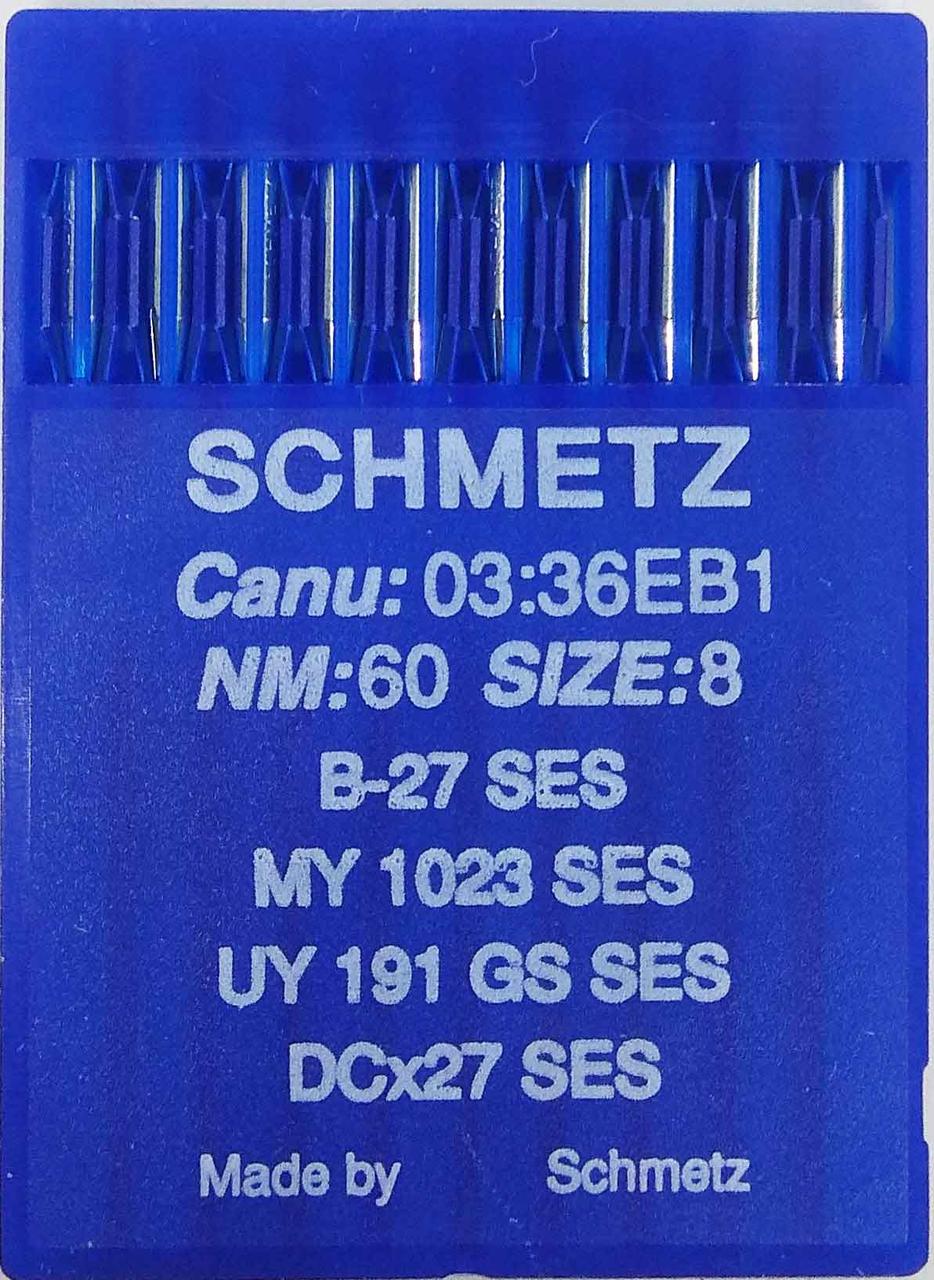 SCHMETZ
Canu: 03:36EB1
NM:60 SIZE:8
B-27 SES
MY 1023 SES
UY 191 GS SES
DCx27 SES
Made by Schmetz